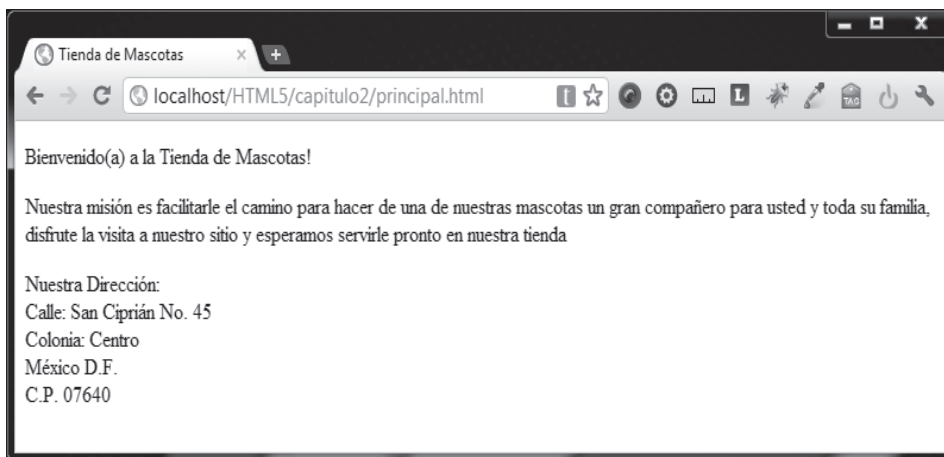 Tienda de Mascotas
localhost/HTML5/capitulo2/principal.html
t
L
TAG
Bienvenido(a) a la Tienda de Mascotas!
Nuestra misión es facilitarle el camino para hacer de una de nuestras mascotas un gran compañero para usted y toda su familia,
disfrute la visita a nuestro sitio y esperamos servirle pronto en nuestra tienda
Nuestra Dirección:
Calle: San Ciprián No. 45
Colonia: Centro
México D.F.
C.P. 07640